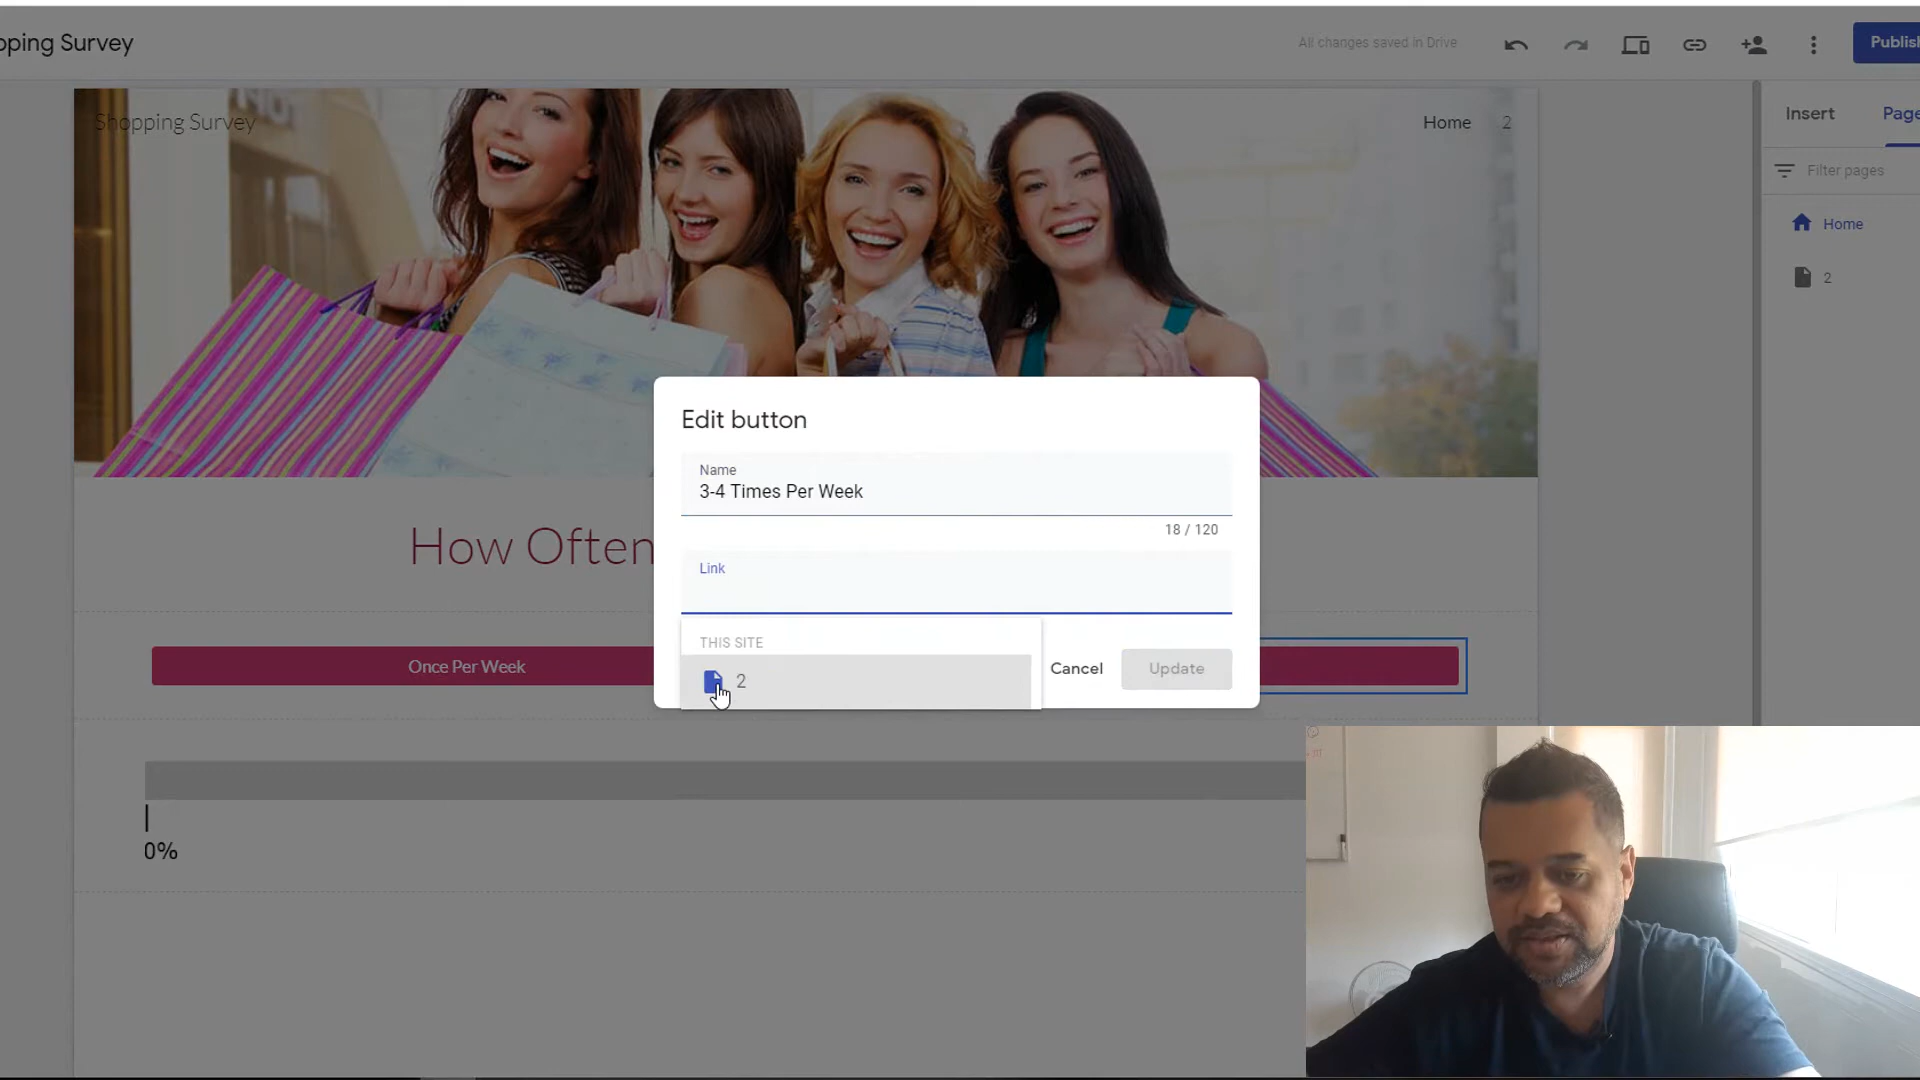 pping Survey
All changes saved in Drive
Publis
Shopping Survey
Home 2
Insert Page
Filter pages
Home
2
Edit button
Name
3-4 Times Per Week
18 / 120
How Often
Link
THIS SITE
2
Cancel
Update
Once Per Week
0%